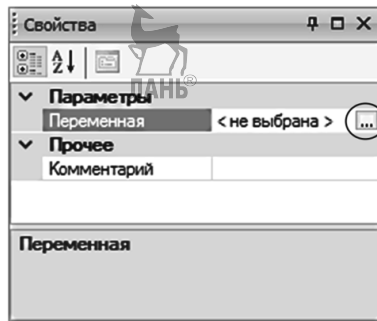 Свойства
ЛАНЬ®
Параметры
Переменная < не выбрана > ...
Прочее
Комментарий
Переменная